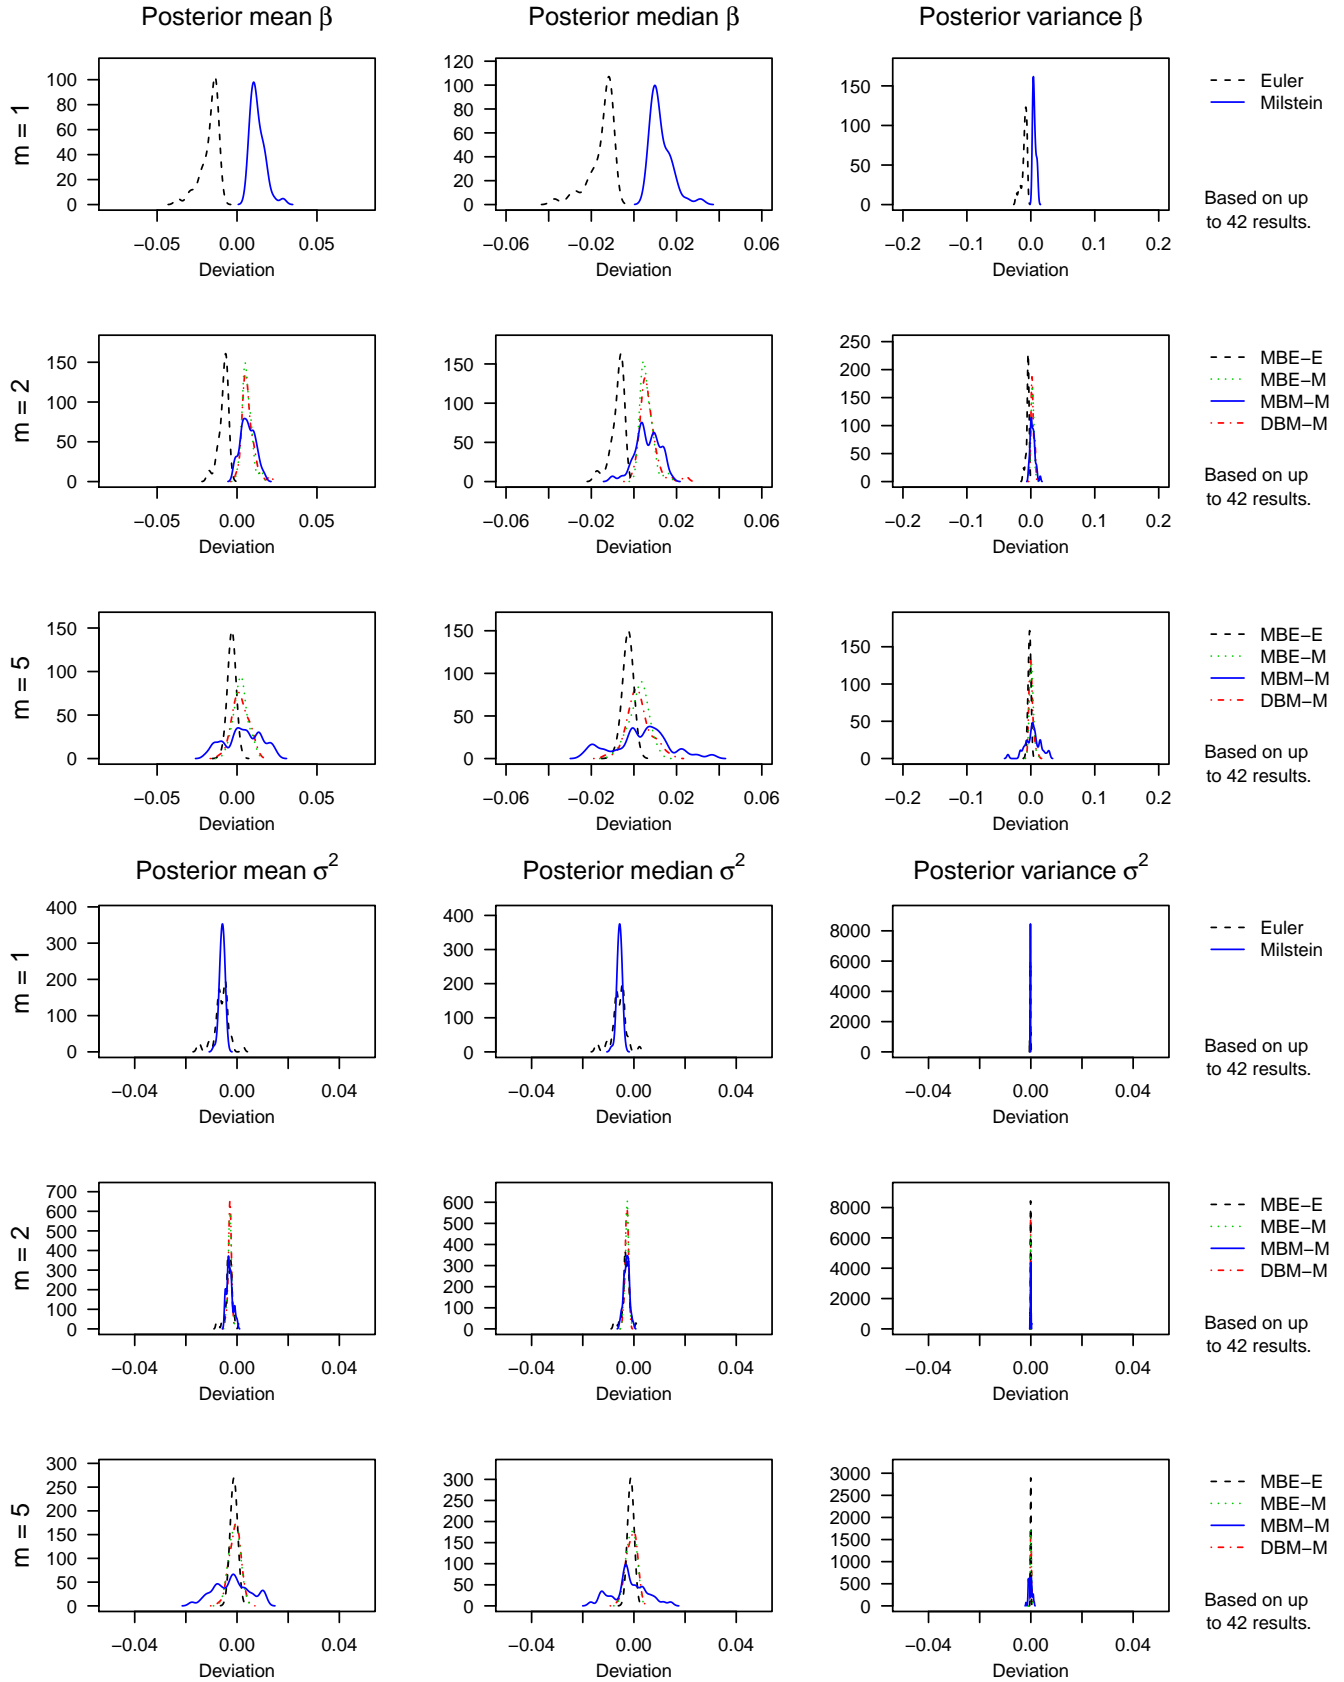 Posterior mean β
Posterior median β
Posterior variance β
m = 1
100
80
60
40
20
0
−0.05 0.00 0.05
Deviation
120
100
80
60
40
20
0
−0.06 −0.02 0.02 0.06
Deviation
150
100
50
0
−0.2 −0.1 0.0 0.1 0.2
Deviation
Euler
Milstein
Based on up
to 42 results.
m = 2
150
100
50
0
−0.05 0.00 0.05
Deviation
150
100
50
0
−0.06 −0.02 0.02 0.06
Deviation
250
200
150
100
50
0
−0.2 −0.1 0.0 0.1 0.2
Deviation
MBE−E
MBE−M
MBM−M
DBM−M
Based on up
to 42 results.
m = 5
150
100
50
0
−0.05 0.00 0.05
Deviation
150
100
50
0
−0.06 −0.02 0.02 0.06
Deviation
150
100
50
0
−0.2 −0.1 0.0 0.1 0.2
Deviation
MBE−E
MBE−M
MBM−M
DBM−M
Based on up
to 42 results.
Posterior mean σ²
Posterior median σ²
Posterior variance σ²
m = 1
400
300
200
100
0
−0.04 0.00 0.04
Deviation
400
300
200
100
0
−0.04 0.00 0.04
Deviation
8000
6000
4000
2000
0
−0.04 0.00 0.04
Deviation
Euler
Milstein
Based on up
to 42 results.
m = 2
700
600
500
400
300
200
100
0
−0.04 0.00 0.04
Deviation
600
500
400
300
200
100
0
−0.04 0.00 0.04
Deviation
8000
6000
4000
2000
0
−0.04 0.00 0.04
Deviation
MBE−E
MBE−M
MBM−M
DBM−M
Based on up
to 42 results.
m = 5
300
250
200
150
100
50
0
−0.04 0.00 0.04
Deviation
300
250
200
150
100
50
0
−0.04 0.00 0.04
Deviation
3000
2500
2000
1500
1000
500
0
−0.04 0.00 0.04
Deviation
MBE−E
MBE−M
MBM−M
DBM−M
Based on up
to 42 results.